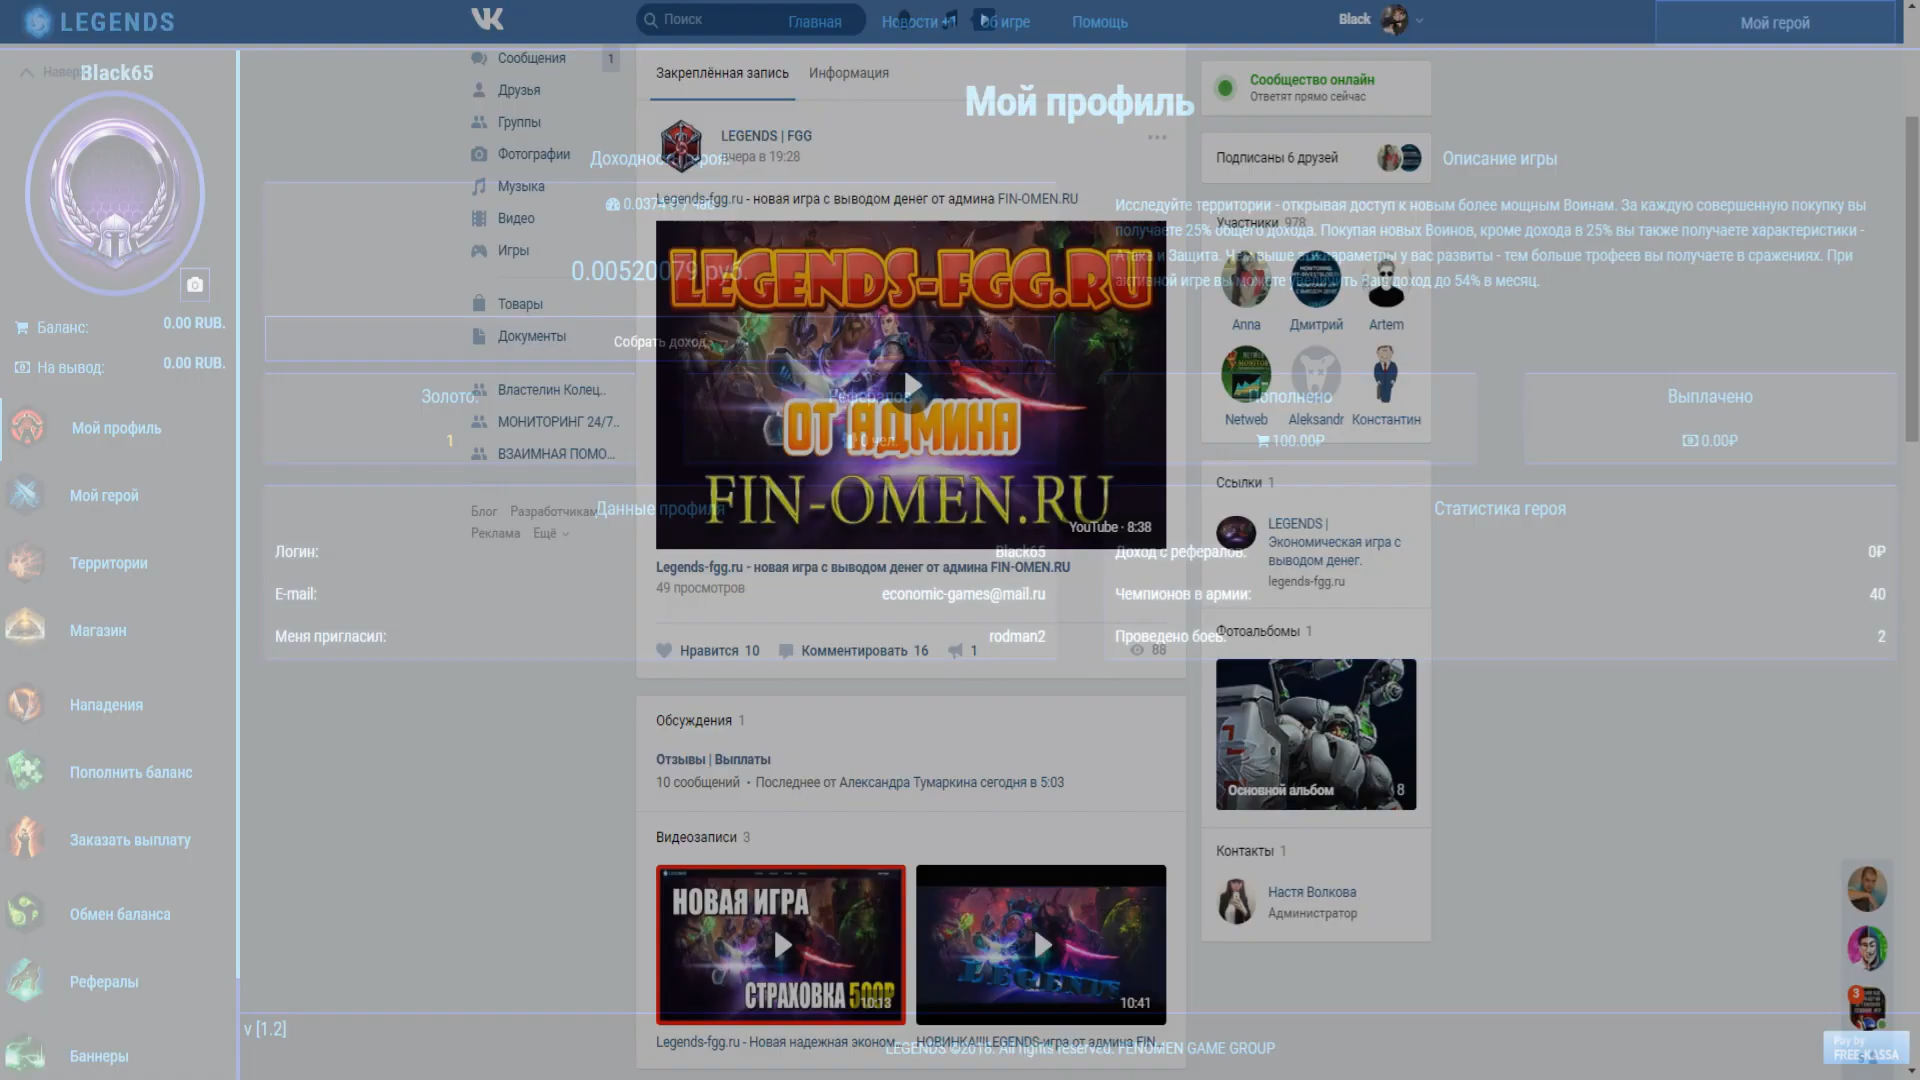 LEGENDS
Поиск
Главная
Новости
Об игре
Помощь
Black
Мой герой
Black65
Баланс:
0.00 RUB.
На вывод:
0.00 RUB.
Мой профиль
Мой герой
Территории
Магазин
Нападения
Пополнить баланс
Заказать выплату
Обмен баланса
Рефералы
Баннеры
Сообщения
1
Друзья
Группы
Фотографии
Музыка
Видео
Игры
Товары
Документы
Властелин Колец..
МОНИТОРИНГ 24/7..
ВЗАИМНАЯ ПОМО...
Блог Разработчикам
Реклама Ещё
Закреплённая запись Информация
Мой профиль
LEGENDS | FGG
вчера в 19:28
Legends-fgg.ru - новая игра с выводом денег от админа FIN-OMEN.RU
0.00520079 руб.
Собрать доход
LEGENDS-FGG.RU
ОТ АДМИНА
FIN-OMEN.RU
YouTube · 8:38
Legends-fgg.ru - новая игра с выводом денег от админа FIN-OMEN.RU
49 просмотров
Нравится 10
Комментировать 16
1
88
Золото:
1
Данные профиля
Логин:
Black65
E-mail:
economic-games@mail.ru
Меня пригласил:
rodman2
Обсуждения 1
Отзывы | Выплаты
10 сообщений · Последнее от Александра Тумаркина сегодня в 5:03
Видеозаписи 3
НОВАЯ ИГРА
СТРАХОВКА 500Р
10:13
LEGENDS
10:41
Legends-fgg.ru - Новая надежная эконом...
НОВИНКА!!!LEGENDS-игра от админа FIN...
Сообщество онлайн
Ответят прямо сейчас
Подписаны 6 друзей
Описание игры
Исследуйте территории - открывая доступ к новым более мощным Воинам. За каждую совершенную покупку вы
получаете 25% общего дохода. Покупая новых Воинов, кроме дохода в 25% вы также получаете характеристики -
Атака и Защита. Чем выше эти параметры у вас развиты - тем больше трофеев вы получаете в сражениях. При
активной игре вы можете увеличить Ваш доход до 54% в месяц.
Участники 978
Anna
Дмитрий
Artem
Netweb
Aleksandr
Константин
Пополнено
100.00₽
Выплачено
0.00₽
Ссылки 1
LEGENDS |
Экономическая игра с
выводом денег.
legends-fgg.ru
Статистика героя
Доход с рефералов:
0₽
Чемпионов в армии:
40
Проведено боев:
2
Фотоальбомы 1
Основной альбом 8
Контакты 1
Настя Волкова
Администратор
3
v [1.2]
LEGENDS ©2018. All rights reserved. FENOMEN GAME GROUP
Pay by
FREE-KASSA